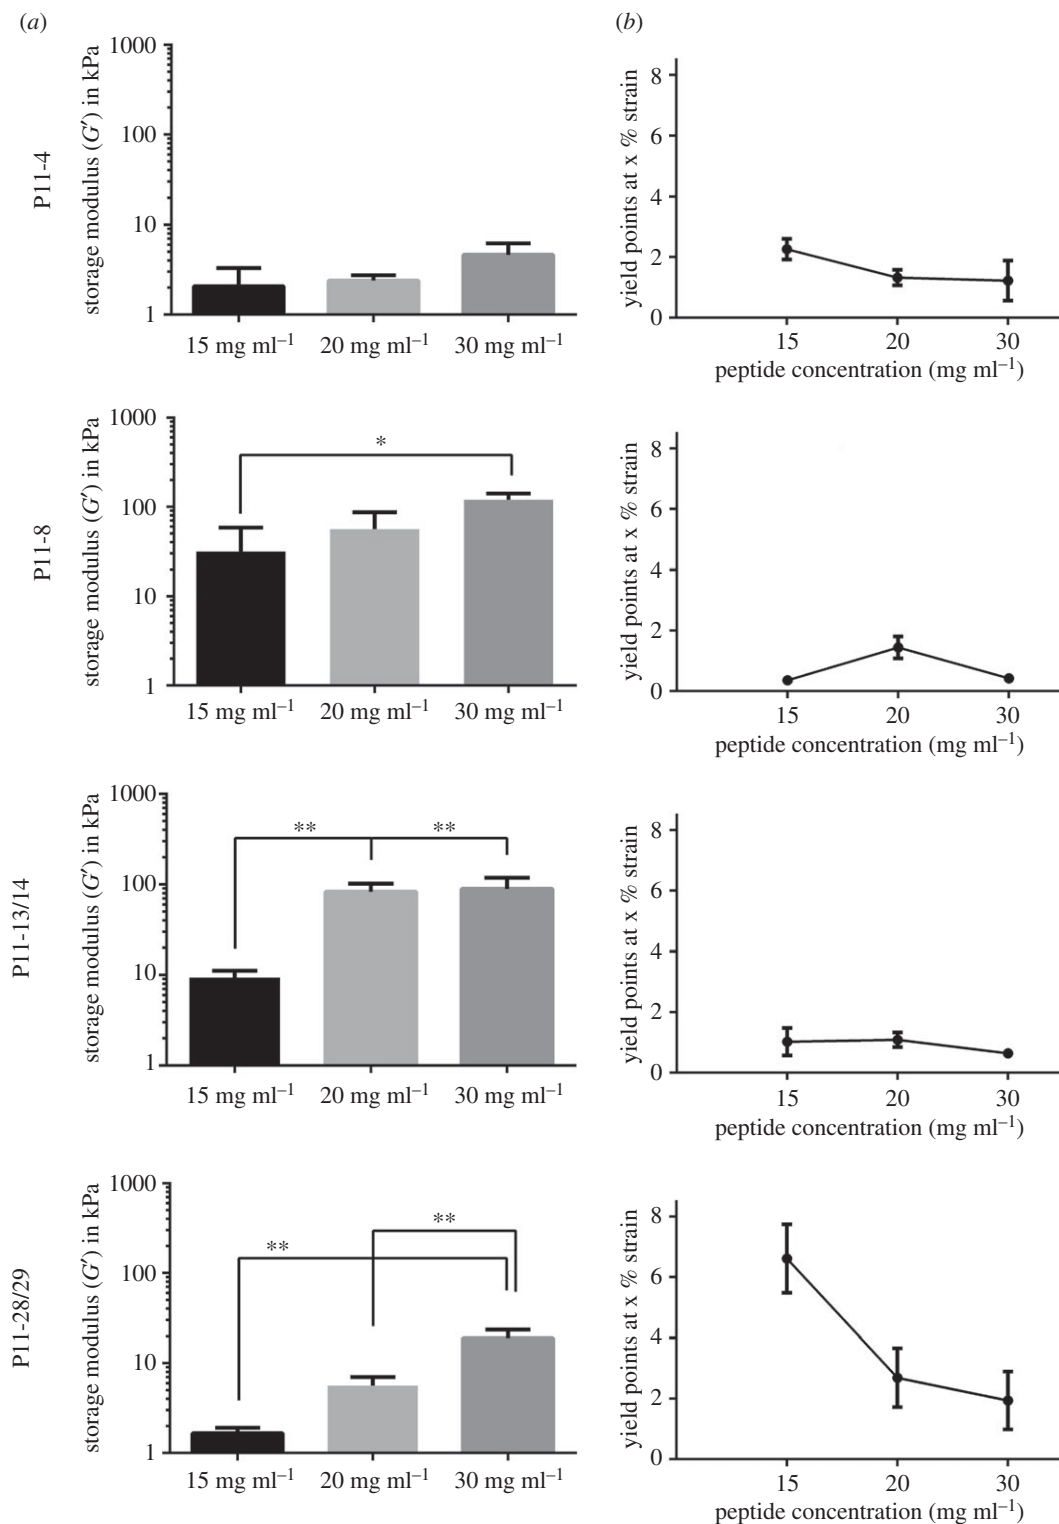 (a)
(b)
P11-4
storage modulus (G′) in kPa
1000
100
10
1
15 mg ml⁻¹ 20 mg ml⁻¹ 30 mg ml⁻¹
yield points at x % strain
8
6
4
2
0
15 20 30
peptide concentration (mg ml⁻¹)
P11-8
storage modulus (G′) in kPa
1000
100
10
1
*
15 mg ml⁻¹ 20 mg ml⁻¹ 30 mg ml⁻¹
yield points at x % strain
8
6
4
2
0
15 20 30
peptide concentration (mg ml⁻¹)
P11-13/14
storage modulus (G′) in kPa
1000
100
10
1
** **
15 mg ml⁻¹ 20 mg ml⁻¹ 30 mg ml⁻¹
yield points at x % strain
8
6
4
2
0
15 20 30
peptide concentration (mg ml⁻¹)
P11-28/29
storage modulus (G′) in kPa
1000
100
10
1
**
**
15 mg ml⁻¹ 20 mg ml⁻¹ 30 mg ml⁻¹
yield points at x % strain
8
6
4
2
0
15 20 30
peptide concentration (mg ml⁻¹)